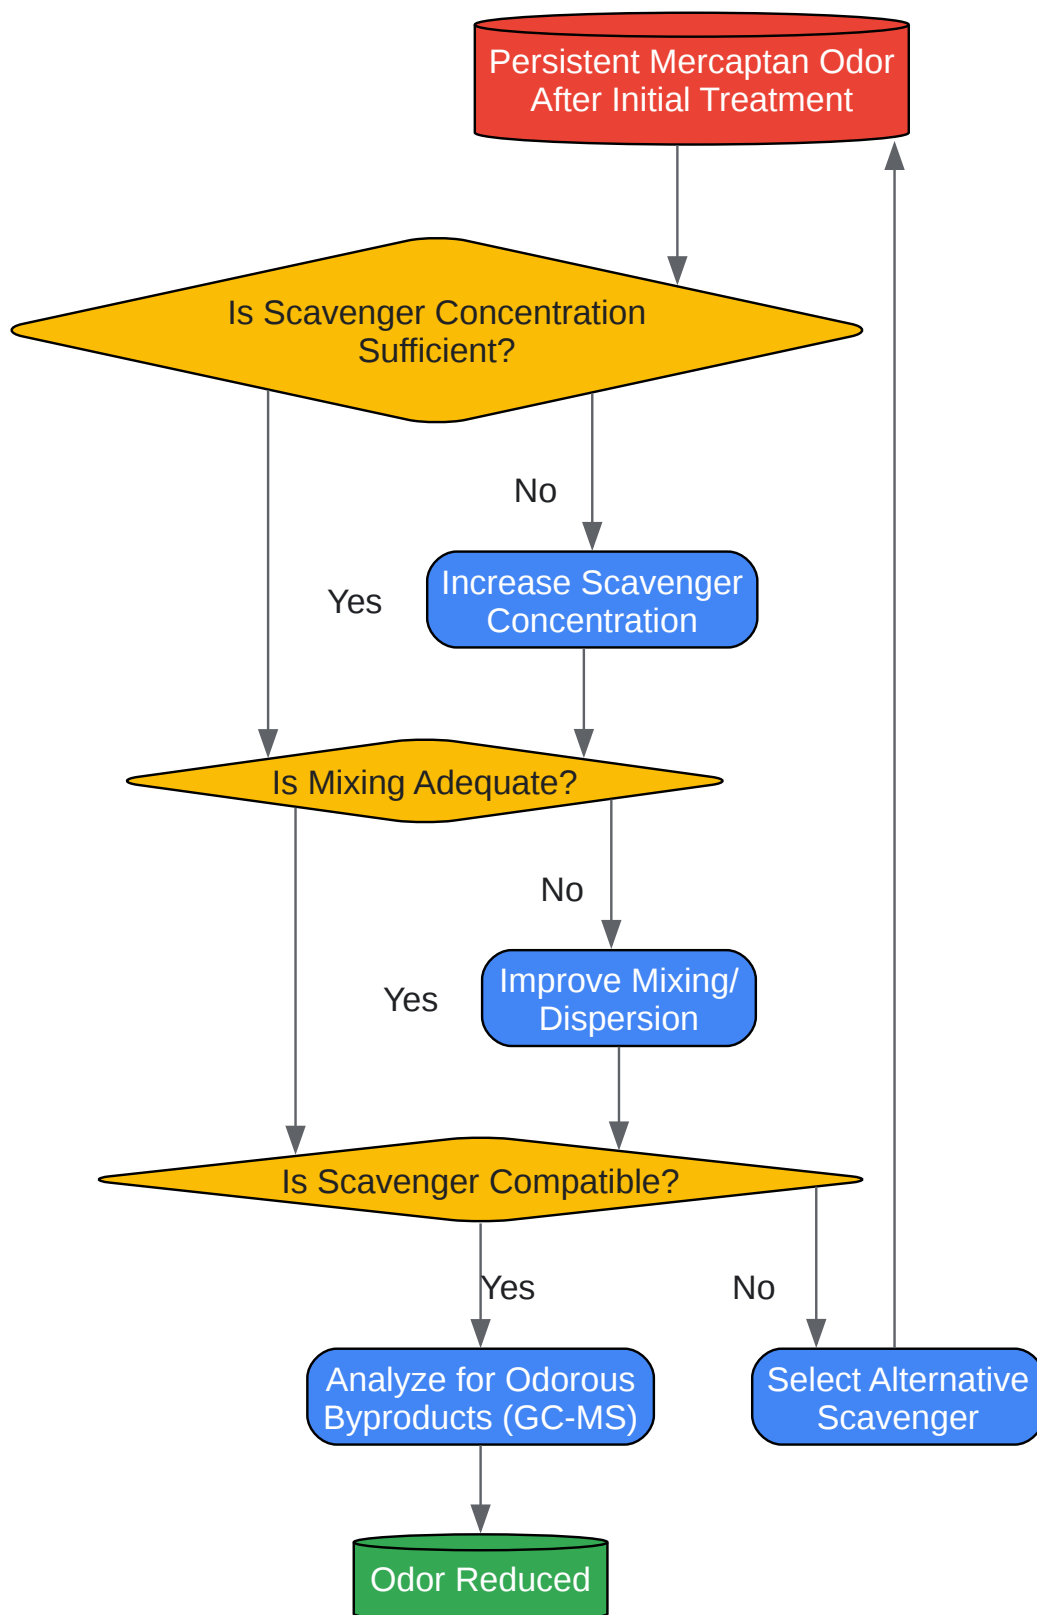 Persistent Mercaptan Odor
After Initial Treatment
Is Scavenger Concentration
Sufficient?
No
Yes
Increase Scavenger
Concentration
Is Mixing Adequate?
No
Yes
Improve Mixing/
Dispersion
Is Scavenger Compatible?
Yes
No
Analyze for Odorous
Byproducts (GC-MS)
Select Alternative
Scavenger
Odor Reduced